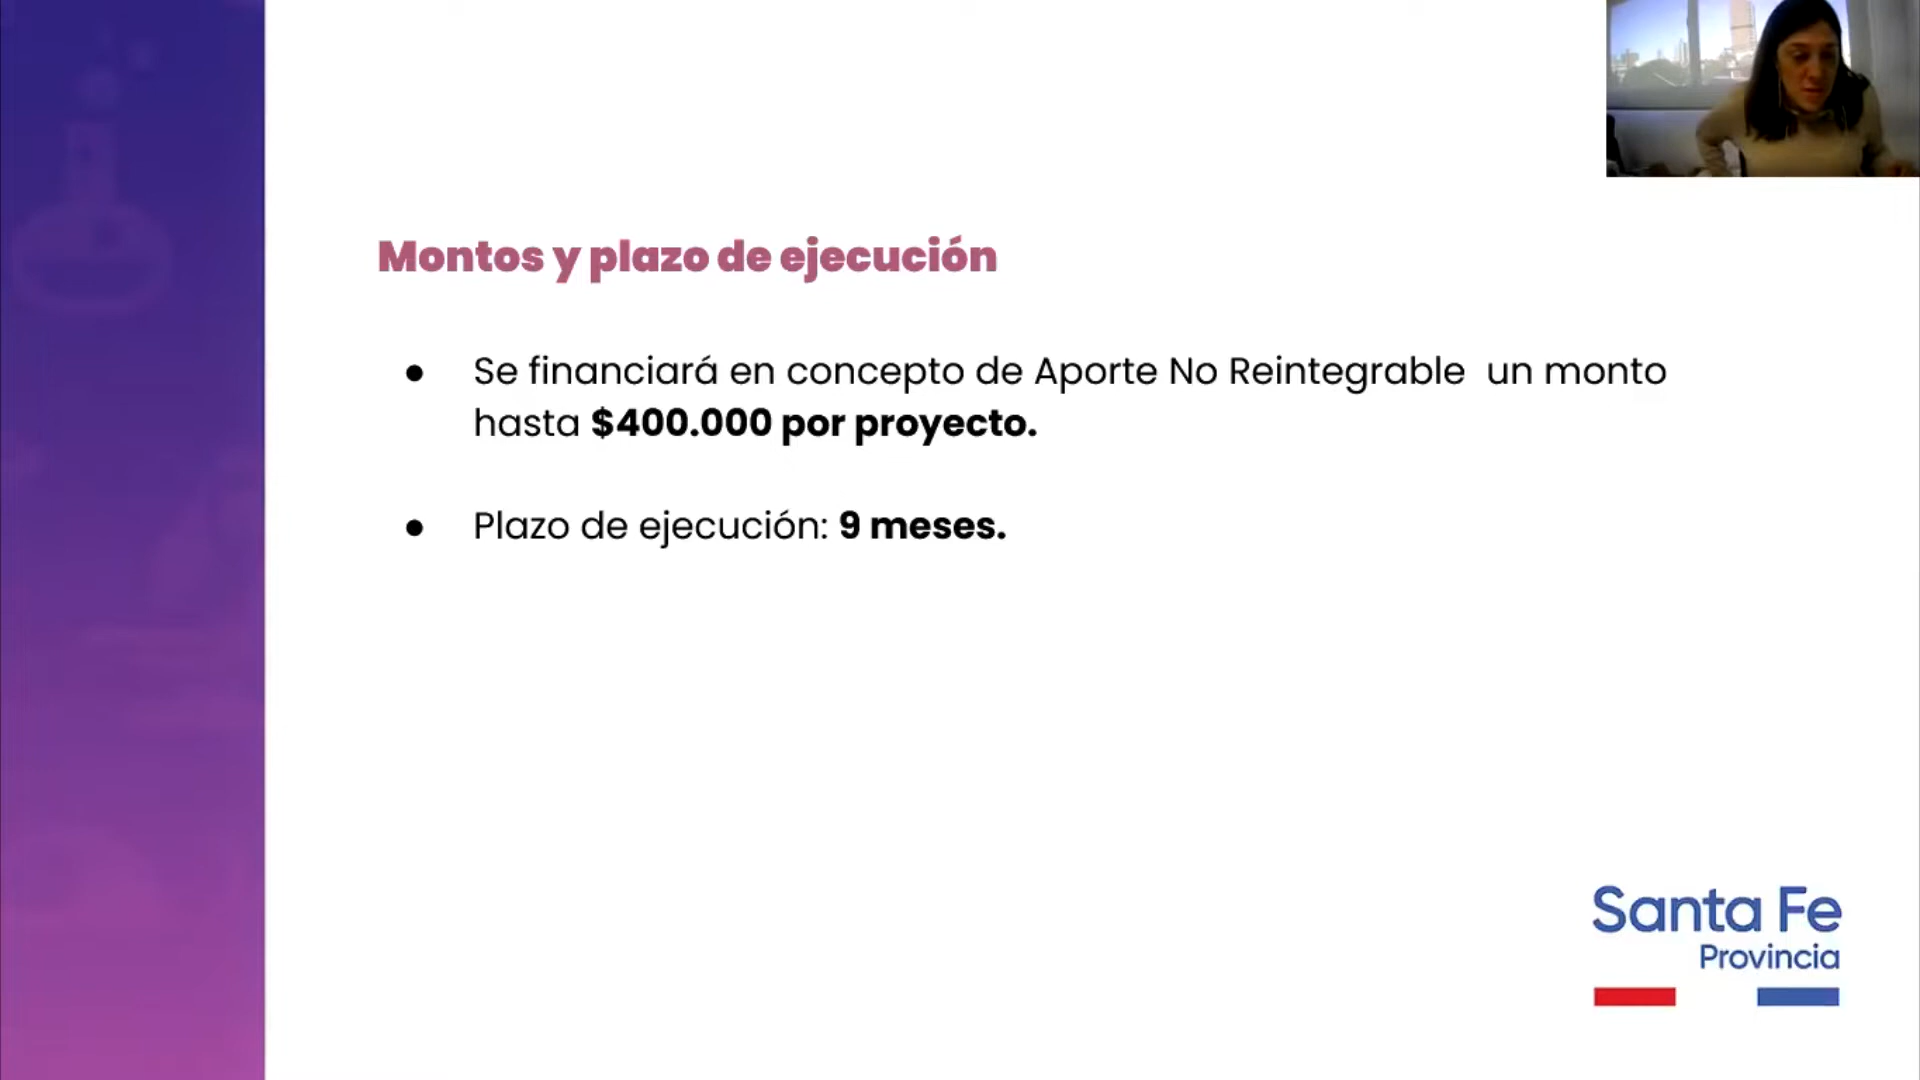 Montos y plazo de ejecución
● Se financiará en concepto de Aporte No Reintegrable  un monto
hasta $400.000 por proyecto.
● Plazo de ejecución: 9 meses.
Santa Fe
Provincia